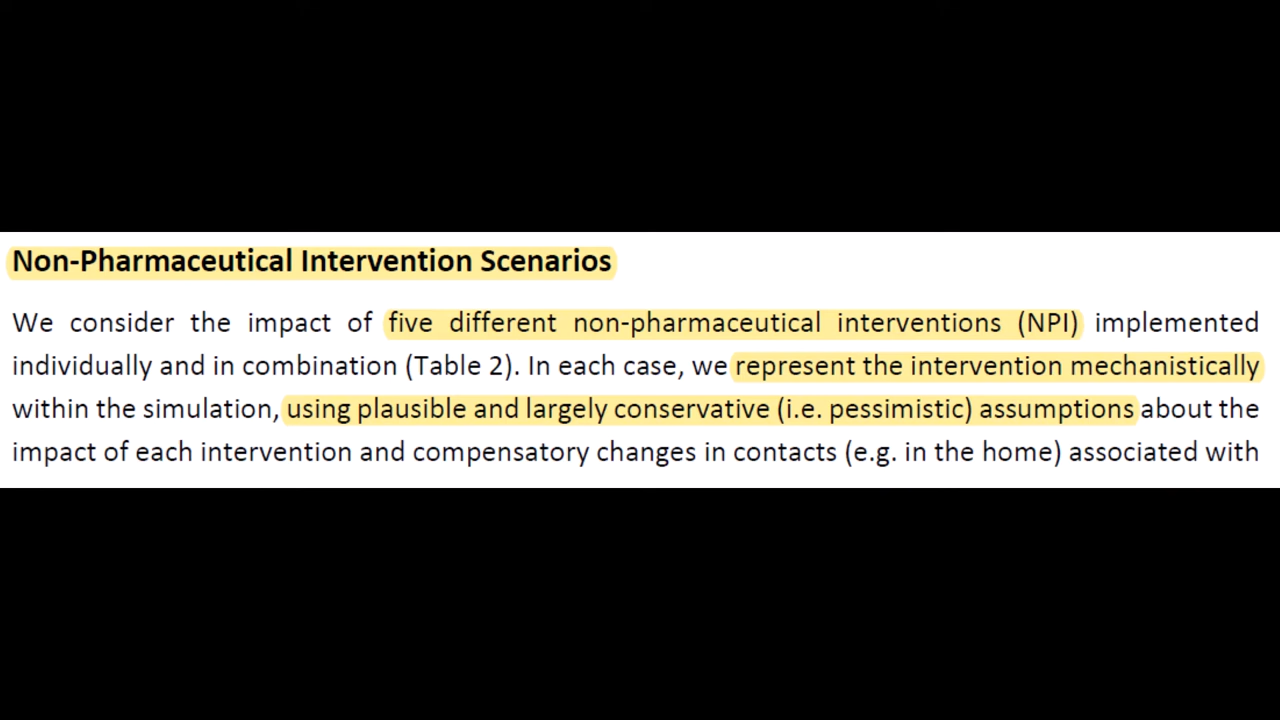 Non-Pharmaceutical Intervention Scenarios
We consider the impact of five different non-pharmaceutical interventions (NPI) implemented
individually and in combination (Table 2). In each case, we represent the intervention mechanistically
within the simulation, using plausible and largely conservative (i.e. pessimistic) assumptions about the
impact of each intervention and compensatory changes in contacts (e.g. in the home) associated with